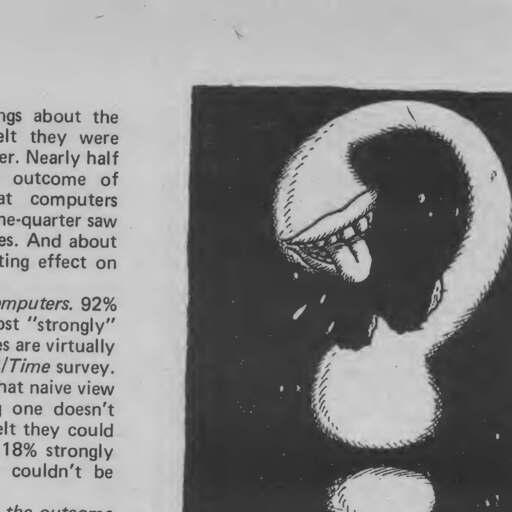 ngs about the
elt they were
er. Nearly half
outcome of
at computers
ne-quarter saw
es. And about
ting effect on
omputers. 92%
ost "strongly"
es are virtually
/Time survey.
hat naive view
g one doesn't
elt they could
18% strongly
couldn't be
the outcome